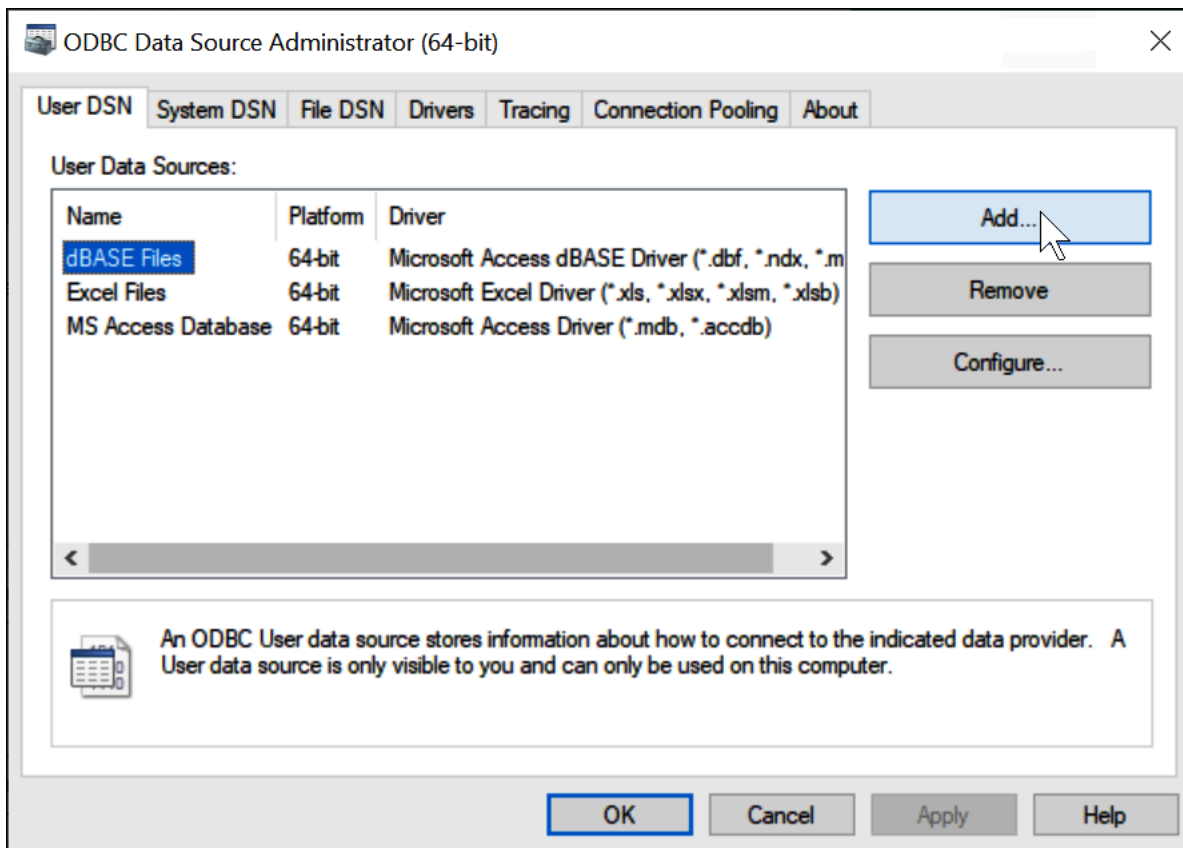 ODBC Data Source Administrator (64-bit)
User DSN System DSN File DSN Drivers Tracing Connection Pooling About
User Data Sources:
Name Platform Driver
dBASE Files 64-bit Microsoft Access dBASE Driver (*.dbf, *.ndx, *.m
Excel Files 64-bit Microsoft Excel Driver (*.xls, *.xlsx, *.xlsm, *.xlsb)
MS Access Database 64-bit Microsoft Access Driver (*.mdb, *.accdb)
Add...
Remove
Configure...
An ODBC User data source stores information about how to connect to the indicated data provider. A
User data source is only visible to you and can only be used on this computer.
OK Cancel Apply Help